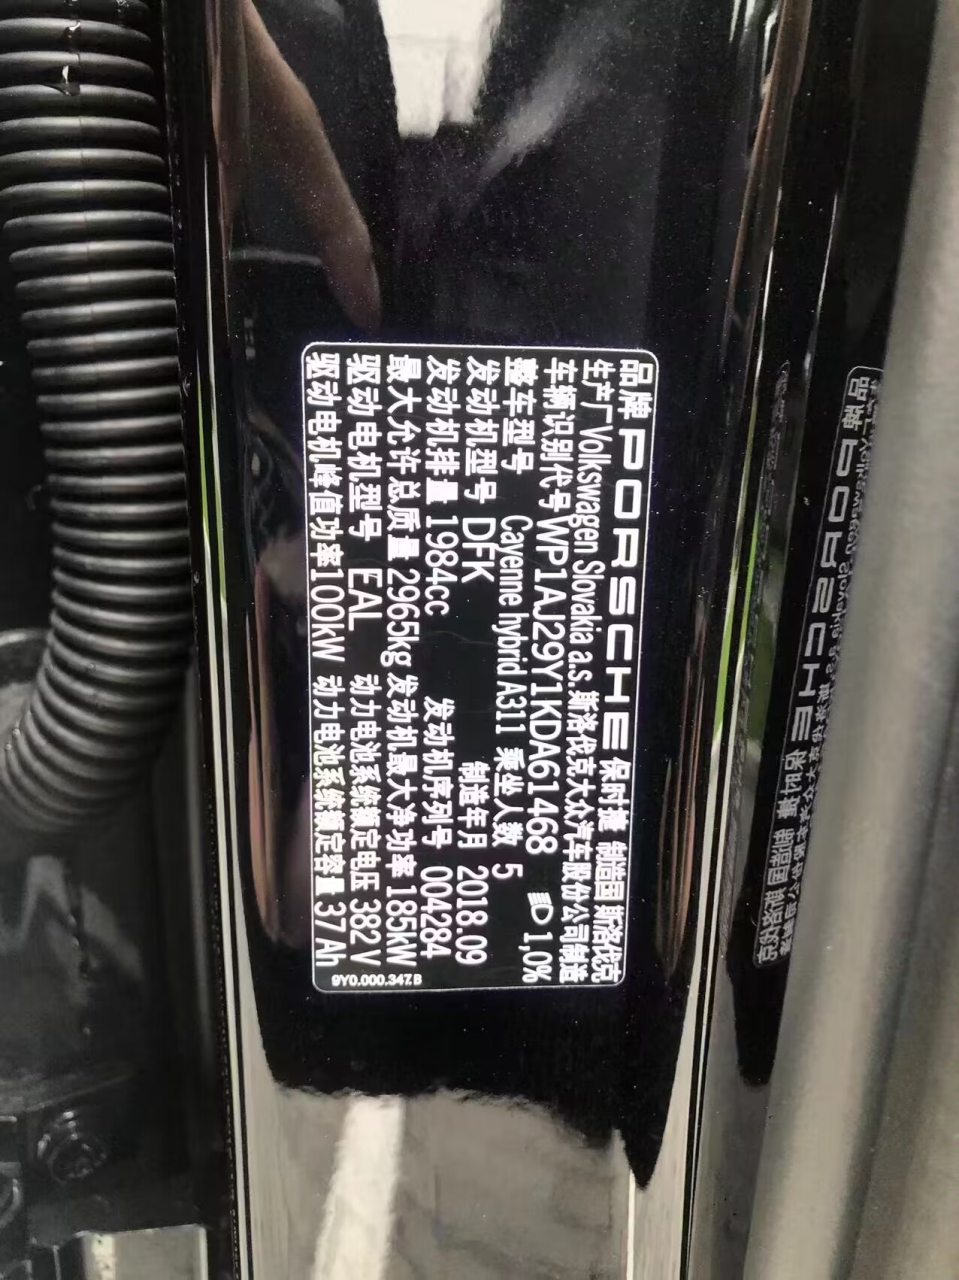 品牌 PORSCHE 保时捷 制造国 斯洛伐克
生产厂 Volkswagen Slovakia a.s.斯洛伐克大众汽车股份公司制造
车辆识别代号 WP1AJ29Y1KDA61468 1,0%
整车型号 Cayenne hybrid A311 乘坐人数 5
发动机型号 DFK 制造年月 2018.09
发动机排量 1984cc 发动机序列号 004284
最大允许总质量 2965kg 发动机最大净功率 185kW
驱动电机型号 EAL 动力电池系统额定电压 382V
驱动电机峰值功率100kW 动力电池系统额定容量 37Ah
9Y0.000.347.B